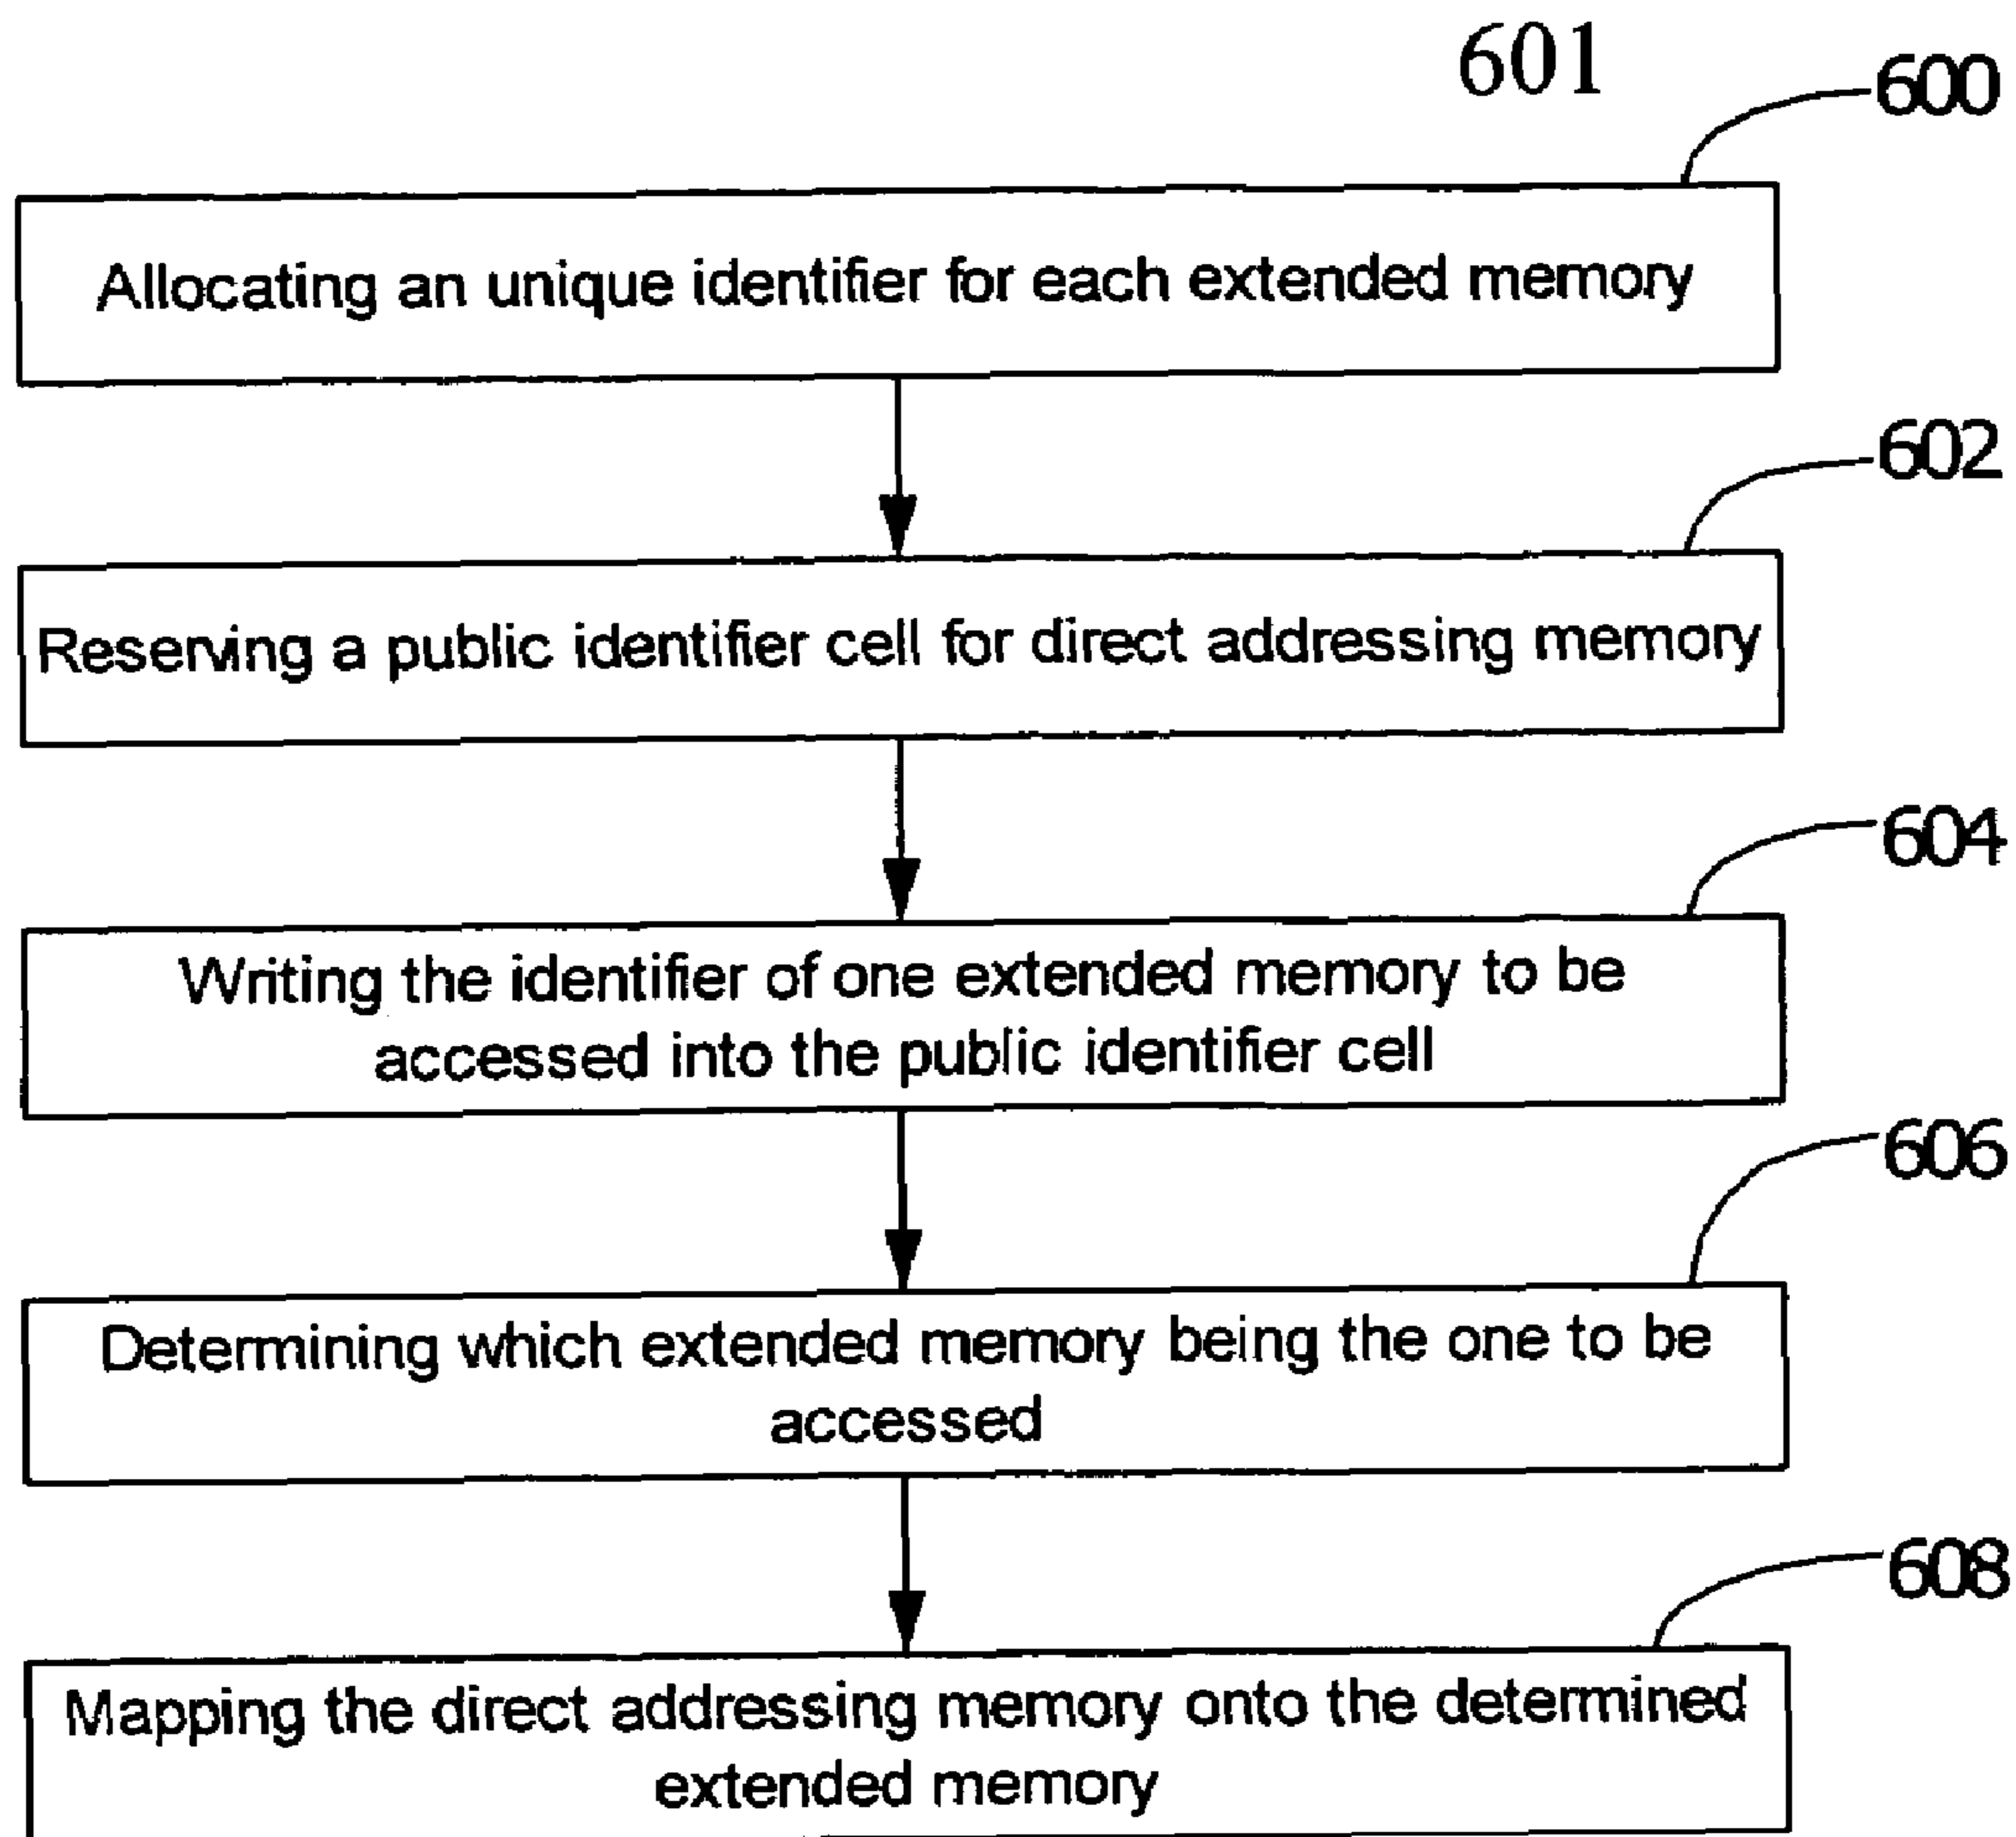 601
600
Allocating an unique identifier for each extended memory
602
Reserving a public identifier cell for direct addressing memory
604
Writing the identifier of one extended memory to be
accessed into the public identifier cell
606
Determining which extended memory being the one to be
accessed
608
Mapping the direct addressing memory onto the determined
extended memory